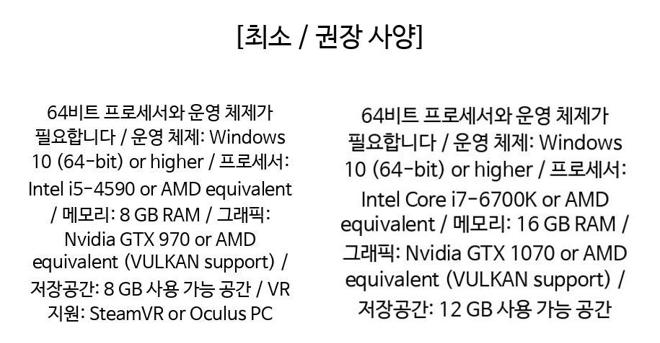 [최소 / 권장 사양]
64비트 프로세서와 운영 체제가
필요합니다 / 운영 체제: Windows
10 (64-bit) or higher / 프로세서:
Intel i5-4590 or AMD equivalent
/ 메모리: 8 GB RAM / 그래픽:
Nvidia GTX 970 or AMD
equivalent (VULKAN support) /
저장공간: 8 GB 사용 가능 공간 / VR
지원: SteamVR or Oculus PC
64비트 프로세서와 운영 체제가
필요합니다 / 운영 체제: Windows
10 (64-bit) or higher / 프로세서:
Intel Core i7-6700K or AMD
equivalent / 메모리: 16 GB RAM /
그래픽: Nvidia GTX 1070 or AMD
equivalent (VULKAN support) /
저장공간: 12 GB 사용 가능 공간